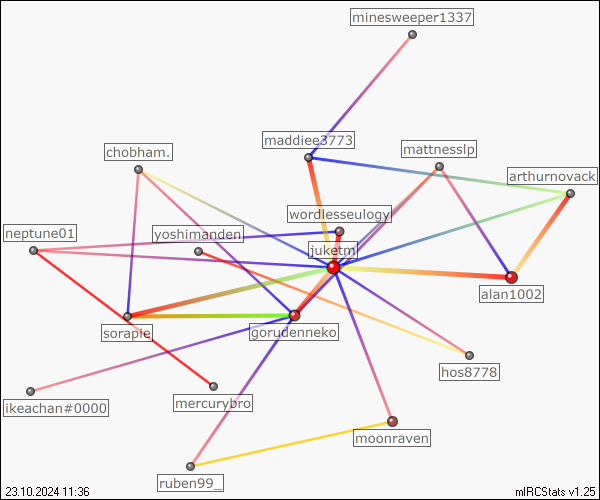 minesweeper1337
maddiee3773
mattnesslp
chobham.
arthurnovack
wordlesseulogy
neptune01
yoshimanden
juketm
alan1002
sorapie
gorudenneko
hos8778
mercurybro
ikeachan#0000
moonraven
ruben99_
23.10.2024 11:36
mIRCStats v1.25